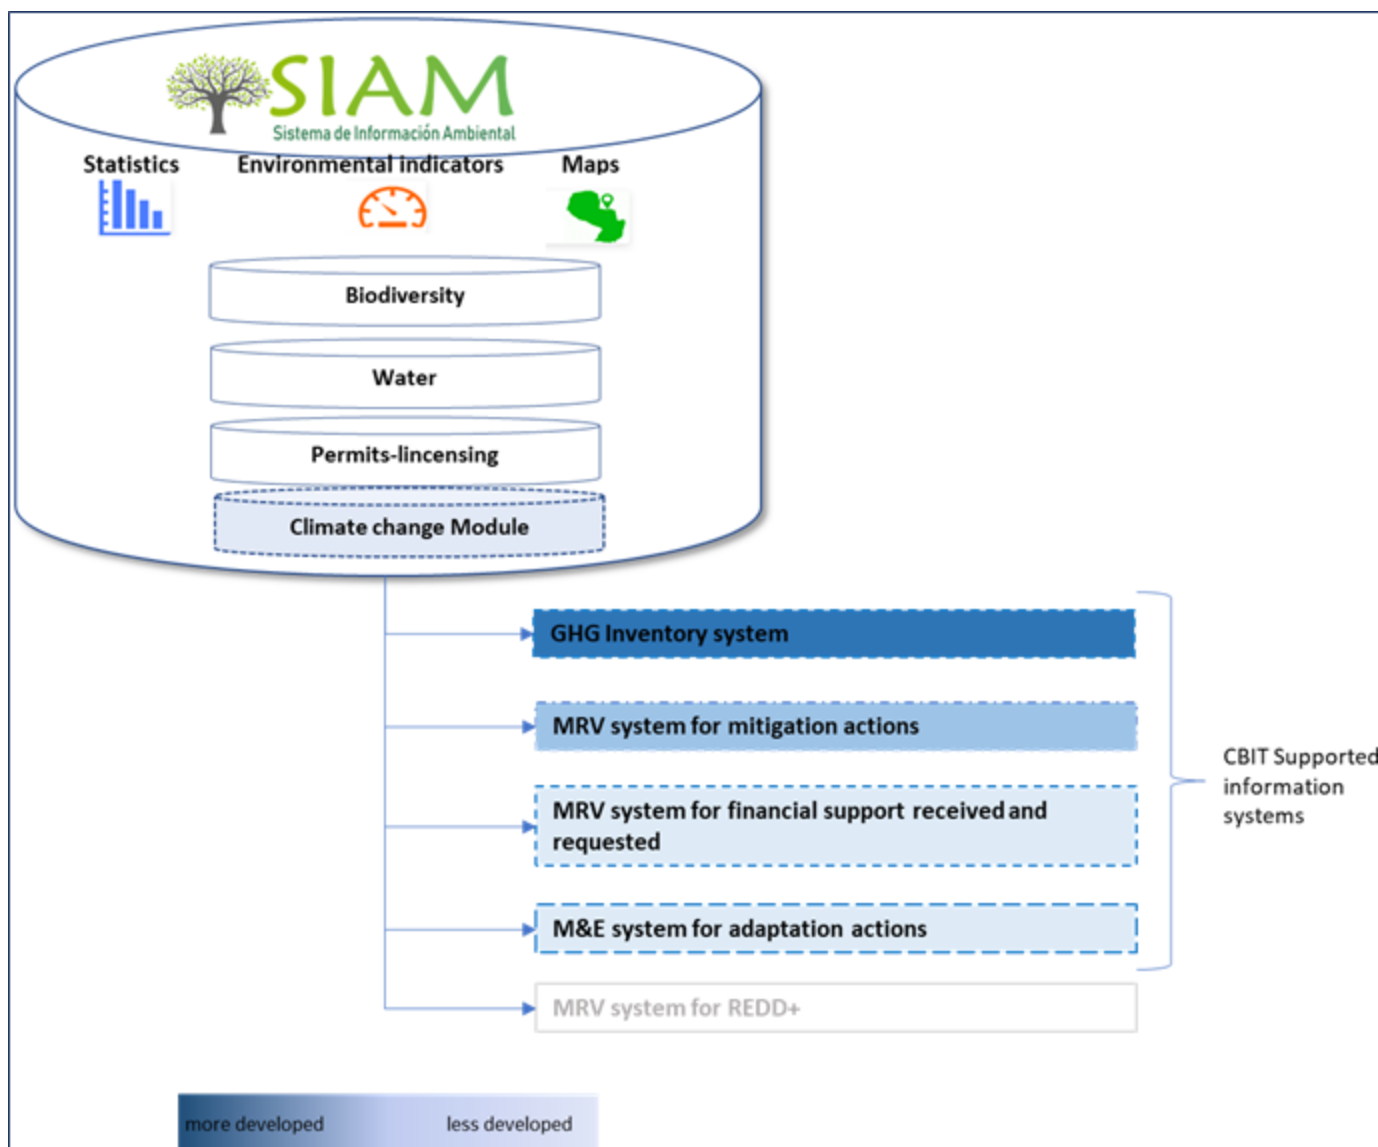 SIAM
Sistema de Información Ambiental
Statistics
Environmental indicators
Maps
Biodiversity
Water
Permits-lincensing
Climate change Module
GHG Inventory system
MRV system for mitigation actions
MRV system for financial support received and
requested
M&E system for adaptation actions
MRV system for REDD+
CBIT Supported
information
systems
more developed
less developed